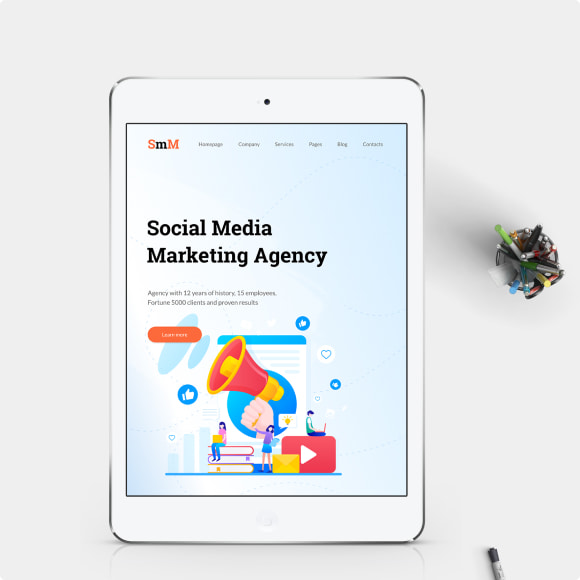 SmM Homepage Company Services Pages Blog Contacts
Social Media
Marketing Agency
Agency with 12 years of history, 15 employees,
Fortune 5000 clients and proven results
Learn more